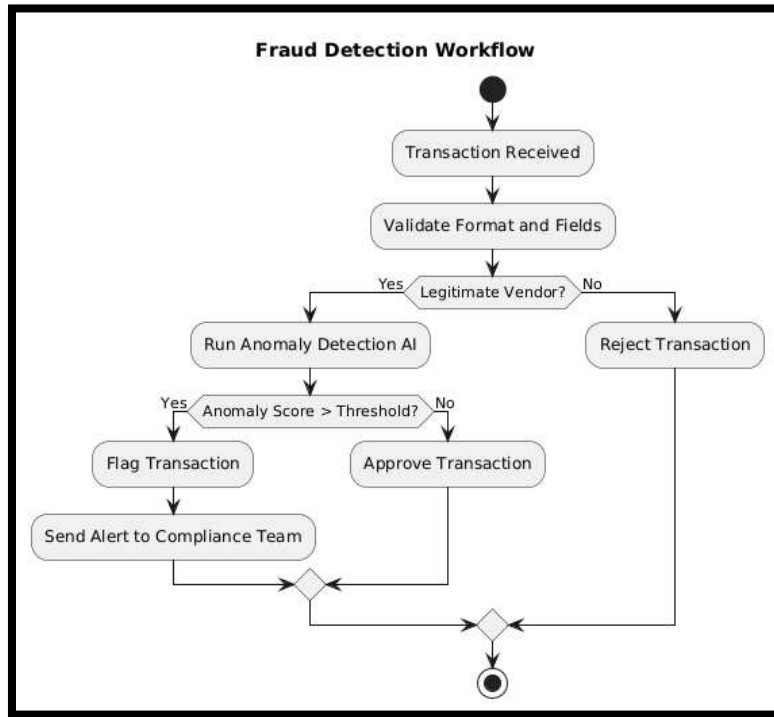 Fraud Detection Workflow
Transaction Received
Validate Format and Fields
Yes
Legitimate Vendor?
No
Run Anomaly Detection AI
Reject Transaction
Yes
Anomaly Score > Threshold?
No
Flag Transaction
Approve Transaction
Send Alert to Compliance Team